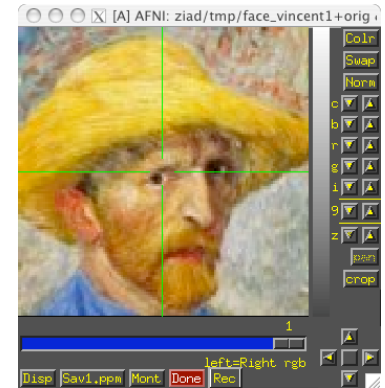 X [A] AFNI: ziad/tmp/face_vincent1+orig
Colr
Swap
Norm
c
b
r
g
i
9
z
pen
crop
1
left=Right rgb
Disp Sav1.ppm Mont Done Rec